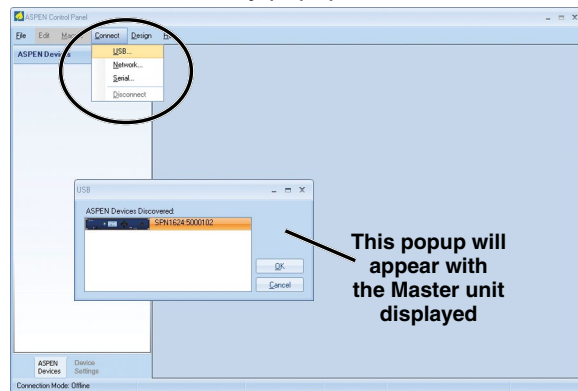 ASPEN Control Panel
File Edit Connect Design
ASPEN Devices
USB...
Network...
Serial...
Disconnect
USB
ASPEN Devices Discovered:
SPN1624:5000102
OK
Cancel
This popup will
appear with
the Master unit
displayed
ASPEN Devices
Device Settings
Connection Mode: Offline